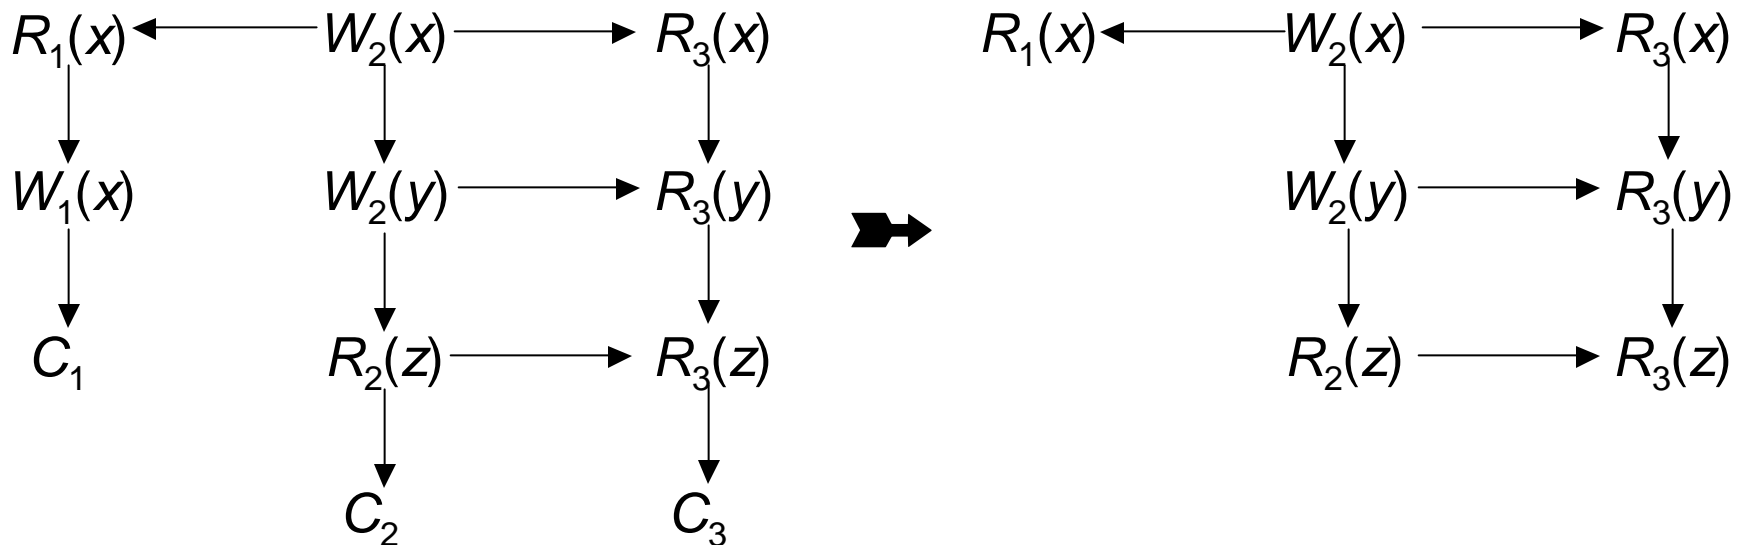 R₁(x) W₂(x) R₃(x) R₁(x) W₂(x) R₃(x)
W₁(x) W₂(y) R₃(y) W₂(y) R₃(y)
C₁ R₂(z) R₃(z) R₂(z) R₃(z)
C₂ C₃